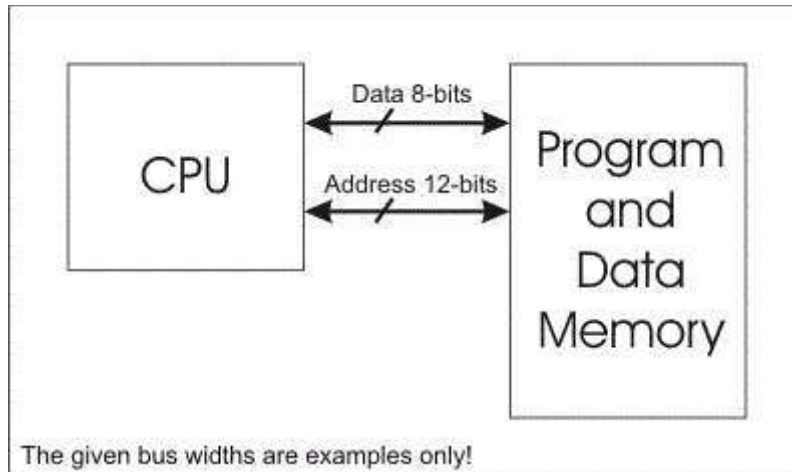 CPU
Data 8-bits
Address 12-bits
Program
and
Data
Memory
The given bus widths are examples only!